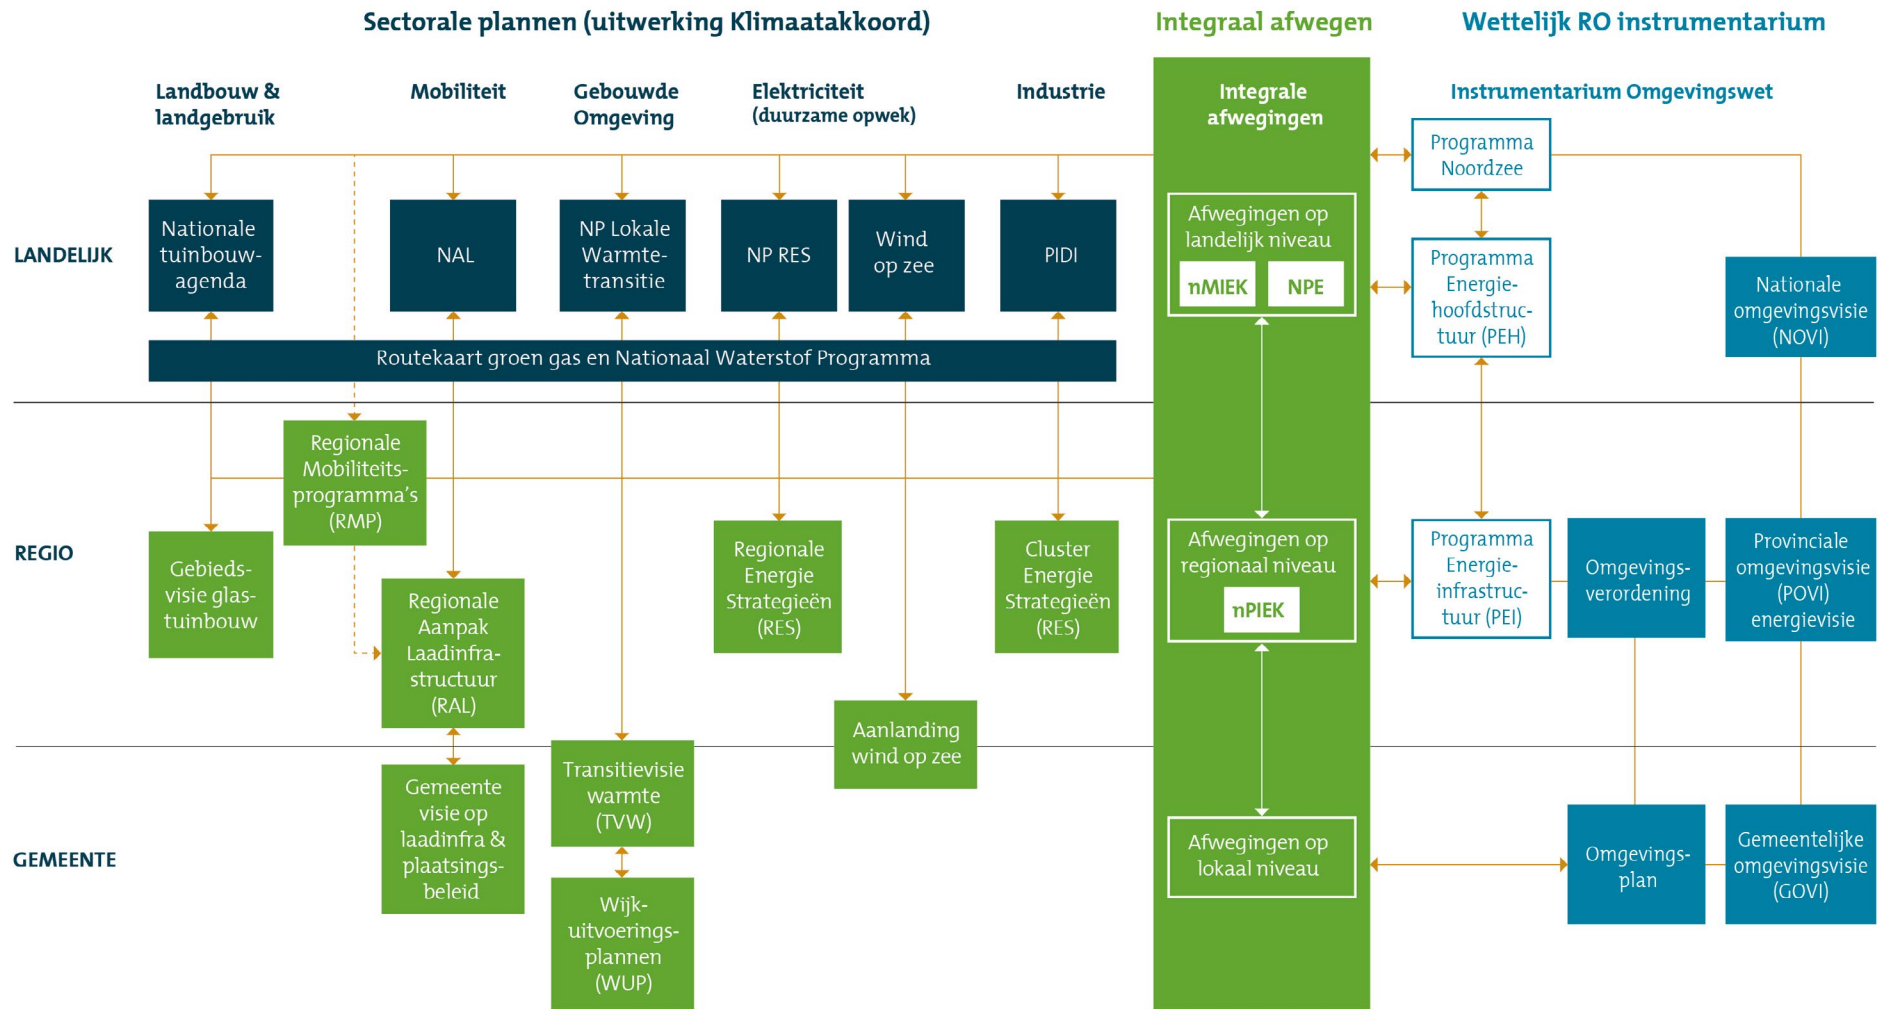 Sectorale plannen (uitwerking Klimaatakkoord)
Integraal afwegen
Wettelijk RO instrumentarium
Landbouw &
landgebruik
Mobiliteit
Gebouwde
Omgeving
Elektriciteit
(duurzame opwek)
Industrie
Integrale
afwegingen
Instrumentarium Omgevingswet
LANDELIJK
Nationale
tuinbouw-
agenda
NAL
NP Lokale
Warmte-
transitie
NP RES
Wind
op zee
PIDI
Afwegingen op
landelijk niveau
nMIEK
NPE
Programma
Noordzee
Programma
Energie-
hoofdstruc-
tuur (PEH)
Nationale
omgevingsvisie
(NOVI)
Routekaart groen gas en Nationaal Waterstof Programma
REGIO
Gebieds-
visie glas-
tuinbouw
Regionale
Mobiliteits-
programma's
(RMP)
Regionale
Aanpak
Laadinfra-
structuur
(RAL)
Regionale
Energie
Strategieën
(RES)
Aanlanding
wind op zee
Cluster
Energie
Strategieën
(RES)
Afwegingen op
regionaal niveau
nPIEK
Programma
Energie-
infrastruc-
tuur (PEI)
Omgevings-
verordening
Provinciale
omgevingsvisie
(POVI)
energievisie
GEMEENTE
Gemeente
visie op
laadinfra &
plaatsings-
beleid
Transitievisie
warmte
(TVW)
Wijk-
uitvoerings-
plannen
(WUP)
Afwegingen op
lokaal niveau
Omgevings-
plan
Gemeentelijke
omgevingsvisie
(GOVI)